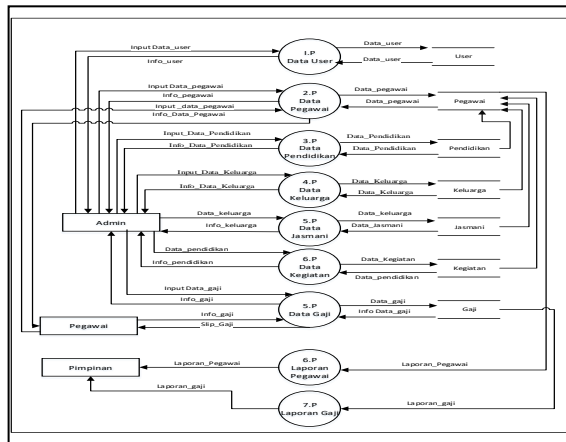 Input Data_user
Info_user
1.P
Data User
Data_user
Data_user
User
Input Data_pegawai
Info_pegawai
Input _data_pegawai
Info_Data_Pegawai
2.P
Data
Pegawai
Data_pegawai
Data_pegawai
Pegawai
Input_Data_Pendidikan
Info_Data_Pendidikan
3.P
Data
Pendidikan
Data_Pendidikan
Data_Pendidikan
Pendidikan
Input_Data_Keluarga
Info_Data_Keluarga
4.P
Data
Keluarga
Data_Keluarga
Data_Keluarga
Keluarga
Admin
Data_keluarga
Info_keluarga
5.P
Data
Jasmani
Data_keluarga
Data_Jasmani
Jasmani
Data_pendidikan
Info_pendidikan
6.P
Data
Kegiatan
Data_Kegiatan
Data_pendidikan
Kegiatan
Input Data_gaji
Info_gaji
5.P
Data Gaji
Data_gaji
Info Data_gaji
Gaji
Pegawai
Info_gaji
Slip_Gaji
Pimpinan
Laporan_Pegawai
6.P
Laporan
Pegawai
Laporan_Pegawai
Laporan_gaji
7.P
Laporan Gaji
Laporan_gaji